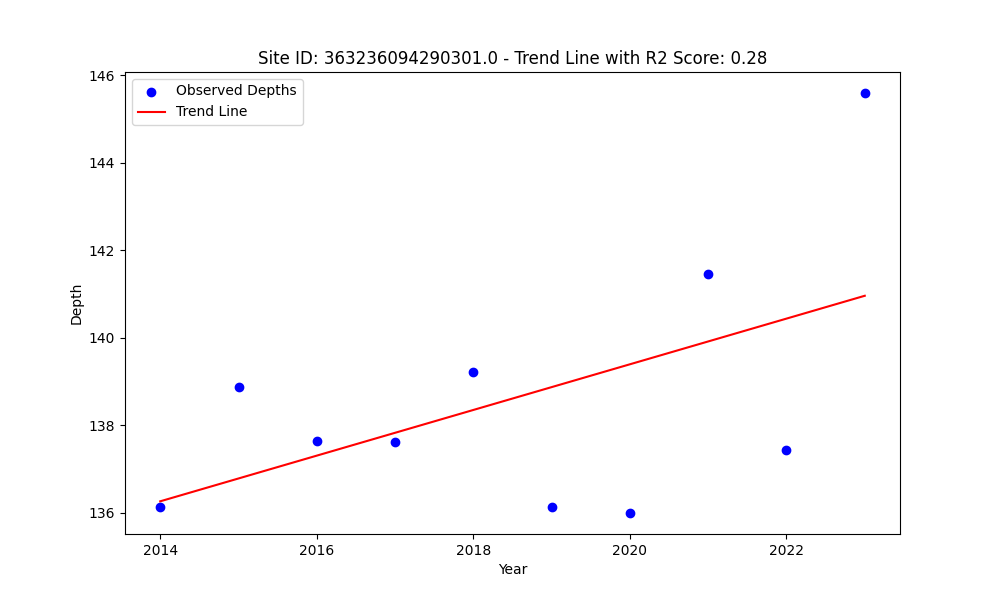 Site ID: 363236094290301.0 - Trend Line with R2 Score: 0.28
Observed Depths
Trend Line
146
144
142
140
138
136
Depth
2014
2016
2018
2020
2022
Year